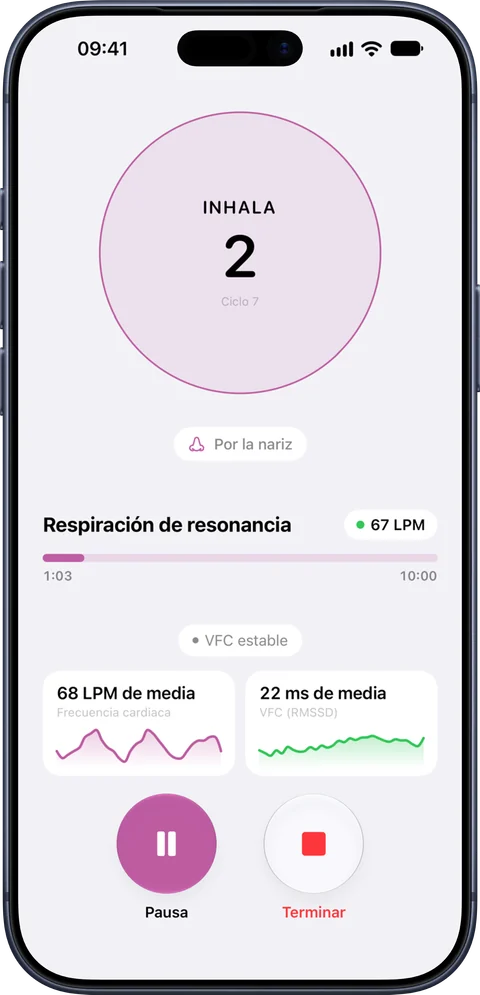 09:41
INHALA
2
Ciclo 7
Por la nariz
Respiración de resonancia
67 LPM
1:03
10:00
VFC estable
68 LPM de media
Frecuencia cardiaca
22 ms de media
VFC (RMSSD)
Pausa
Terminar